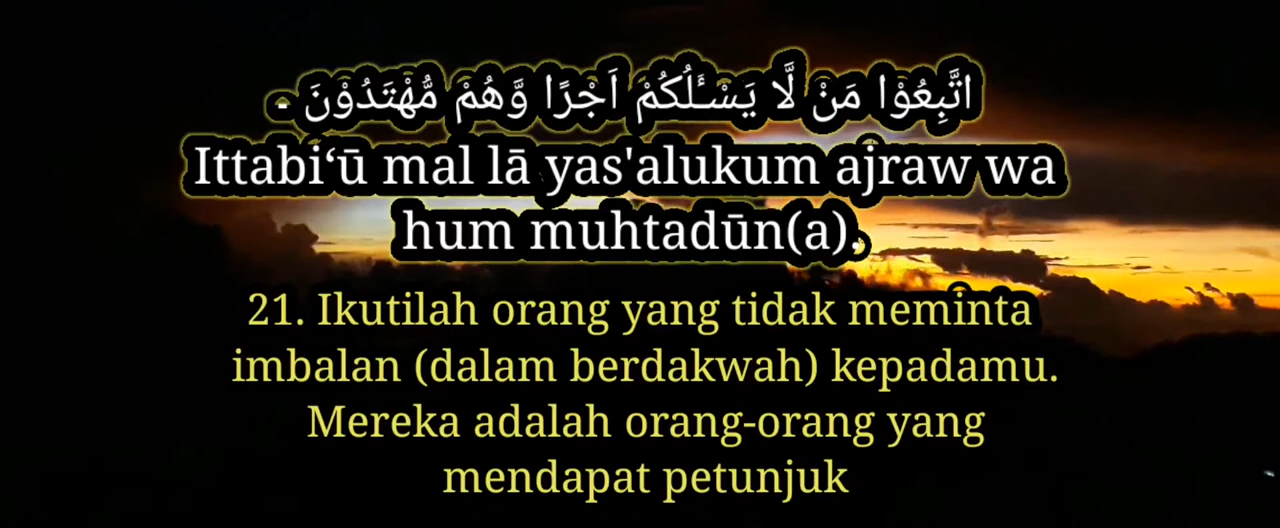 اتَّبِعُوْا مَنْ لَّا يَسْـَٔلُكُمْ اَجْرًا وَّهُمْ مُّهْتَدُوْنَ -
Ittabi‘ū mal lā yas'alukum ajraw wa
hum muhtadūn(a).
21. Ikutilah orang yang tidak meminta
imbalan (dalam berdakwah) kepadamu.
Mereka adalah orang-orang yang
mendapat petunjuk